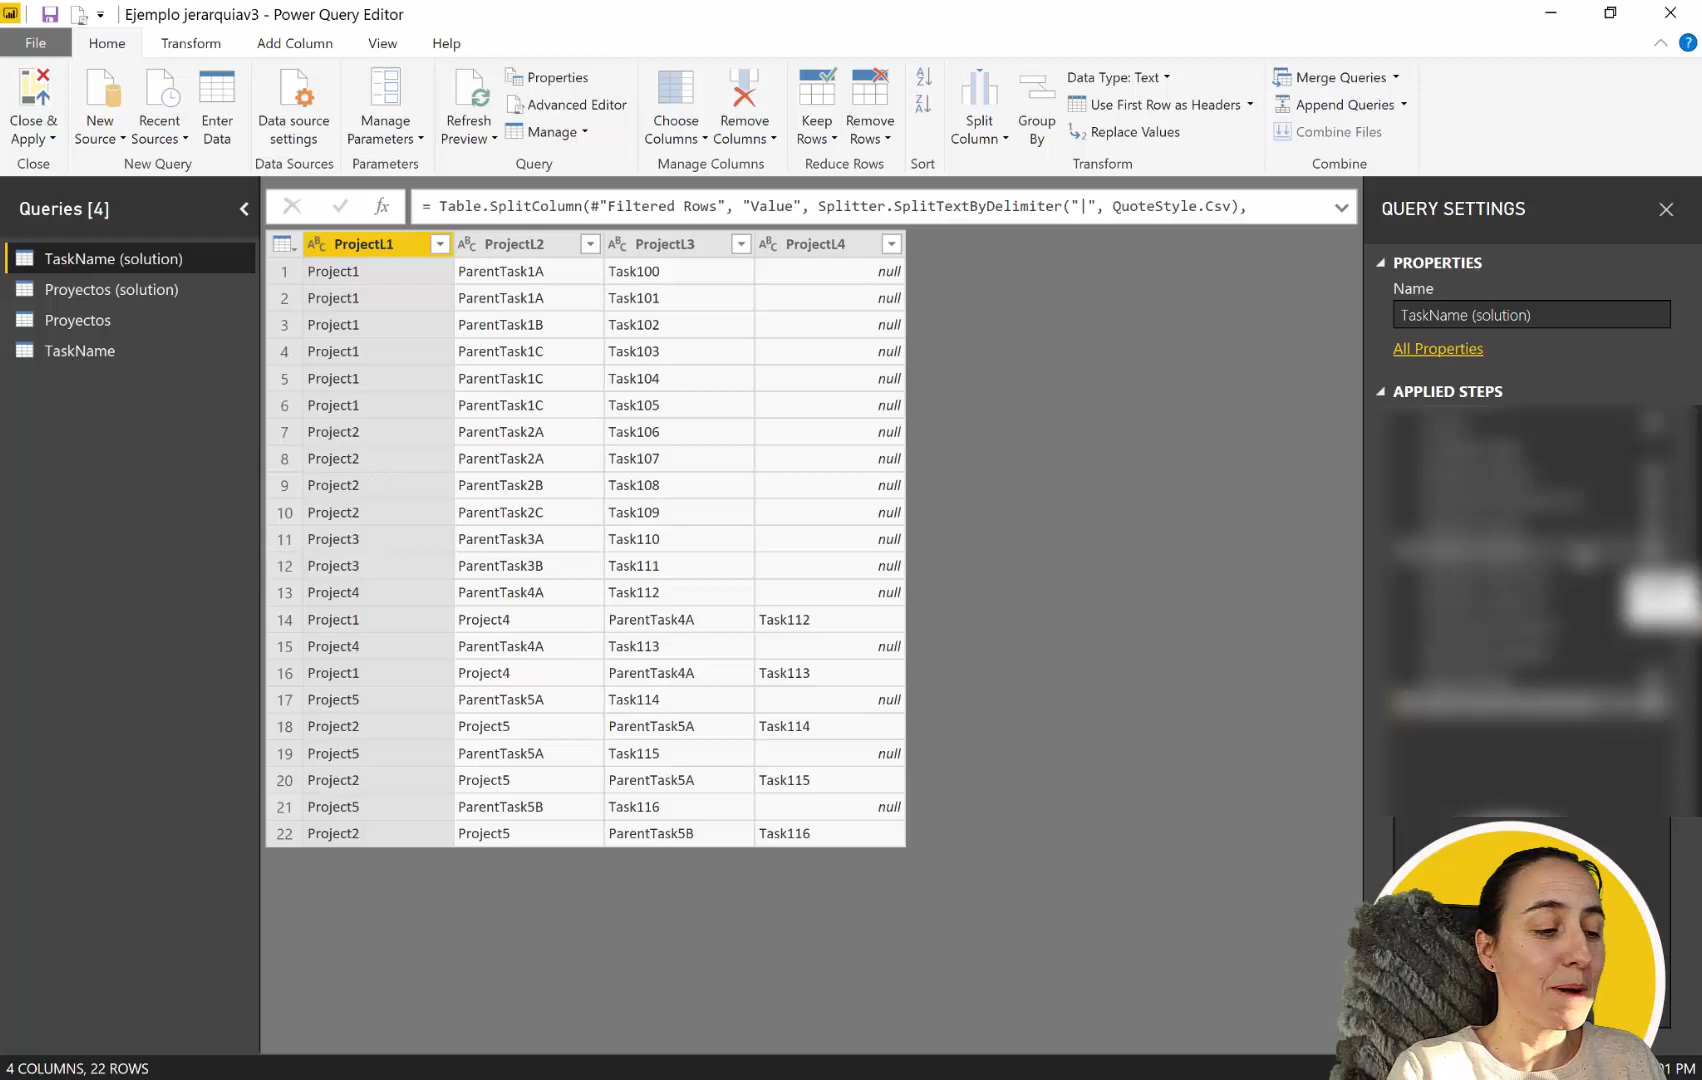 Ejemplo jerarquiav3 - Power Query Editor
File Home Transform Add Column View Help
Close & Apply
New Source
Recent Sources
Enter Data
Data source settings
Manage Parameters
Refresh Preview
Properties
Advanced Editor
Manage
Choose Columns
Remove Columns
Keep Rows
Remove Rows
Split Column
Group By
Data Type: Text
Use First Row as Headers
Replace Values
Merge Queries
Append Queries
Combine Files
Close New Query Data Sources Parameters Query Manage Columns Reduce Rows Sort Transform Combine
Queries [4]
TaskName (solution)
Proyectos (solution)
Proyectos
TaskName
fx = Table.SplitColumn(#"Filtered Rows", "Value", Splitter.SplitTextByDelimiter("|", QuoteStyle.Csv),
ABC ProjectL1 ABC ProjectL2 ABC ProjectL3 ABC ProjectL4
1 Project1 ParentTask1A Task100 null
2 Project1 ParentTask1A Task101 null
3 Project1 ParentTask1B Task102 null
4 Project1 ParentTask1C Task103 null
5 Project1 ParentTask1C Task104 null
6 Project1 ParentTask1C Task105 null
7 Project2 ParentTask2A Task106 null
8 Project2 ParentTask2A Task107 null
9 Project2 ParentTask2B Task108 null
10 Project2 ParentTask2C Task109 null
11 Project3 ParentTask3A Task110 null
12 Project3 ParentTask3B Task111 null
13 Project4 ParentTask4A Task112 null
14 Project1 Project4 ParentTask4A Task112
15 Project4 ParentTask4A Task113 null
16 Project1 Project4 ParentTask4A Task113
17 Project5 ParentTask5A Task114 null
18 Project2 Project5 ParentTask5A Task114
19 Project5 ParentTask5A Task115 null
20 Project2 Project5 ParentTask5A Task115
21 Project5 ParentTask5B Task116 null
22 Project2 Project5 ParentTask5B Task116
QUERY SETTINGS
PROPERTIES
Name
TaskName (solution)
All Properties
APPLIED STEPS
4 COLUMNS, 22 ROWS
PM